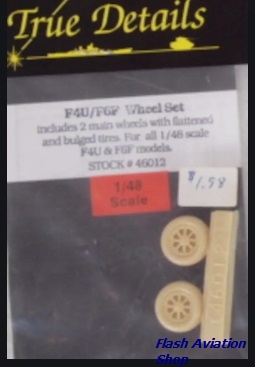 True Details
F4U/F6F Wheel Set
includes 2 main wheels with flattened
and bulged tires. For all 1/48 scale
F4U & F6F models.
STOCK # 46012
1/48
Scale
$1.98
Flash Aviation
Shop